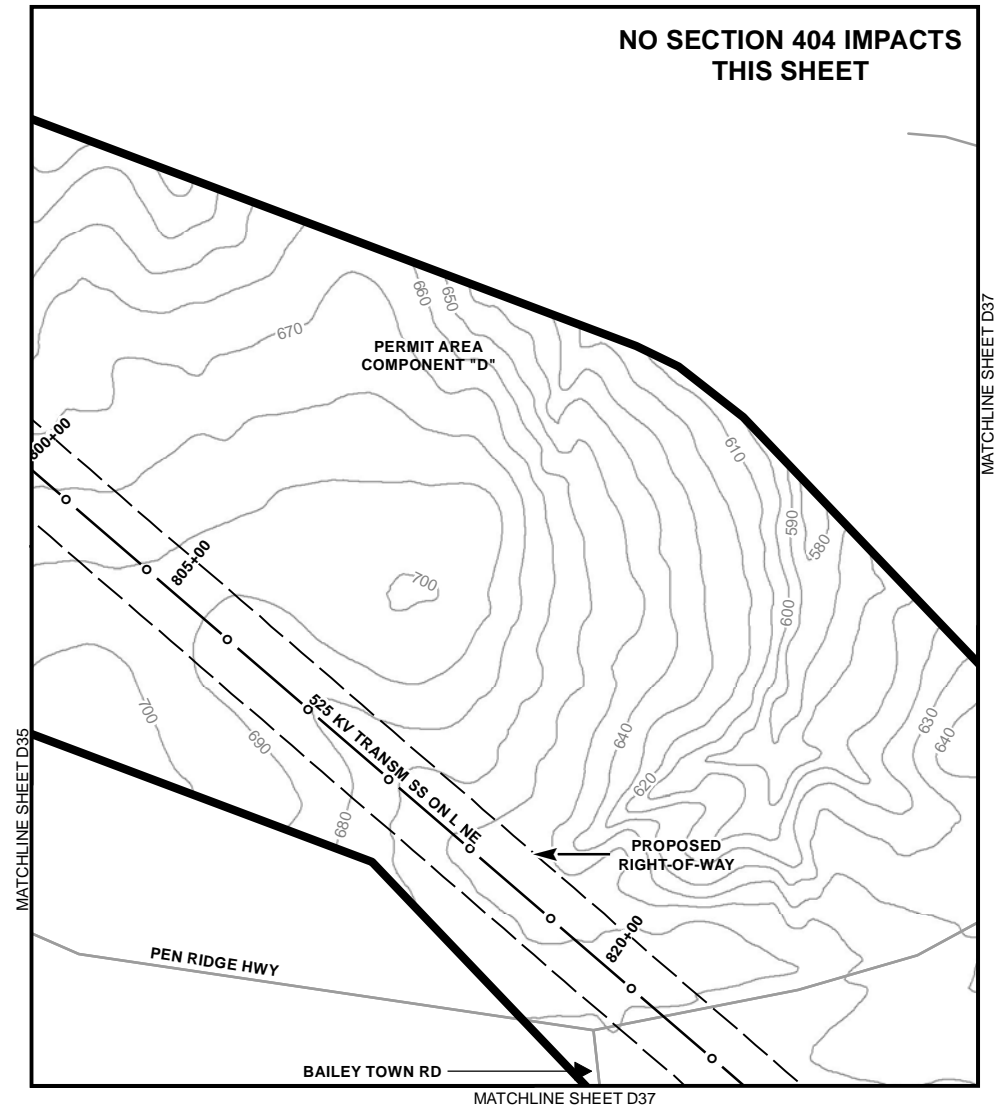 NO SECTION 404 IMPACTS
THIS SHEET
MATCHLINE SHEET D37
660
650
670
PERMIT AREA
COMPONENT "D"
610
590
580
600
805+00
700
525 KV TRANSM SS ON L NE
700
690
680
640
630
640
620
MATCHLINE SHEET D35
PROPOSED
RIGHT-OF-WAY
820+00
PEN RIDGE HWY
BAILEY TOWN RD
MATCHLINE SHEET D37